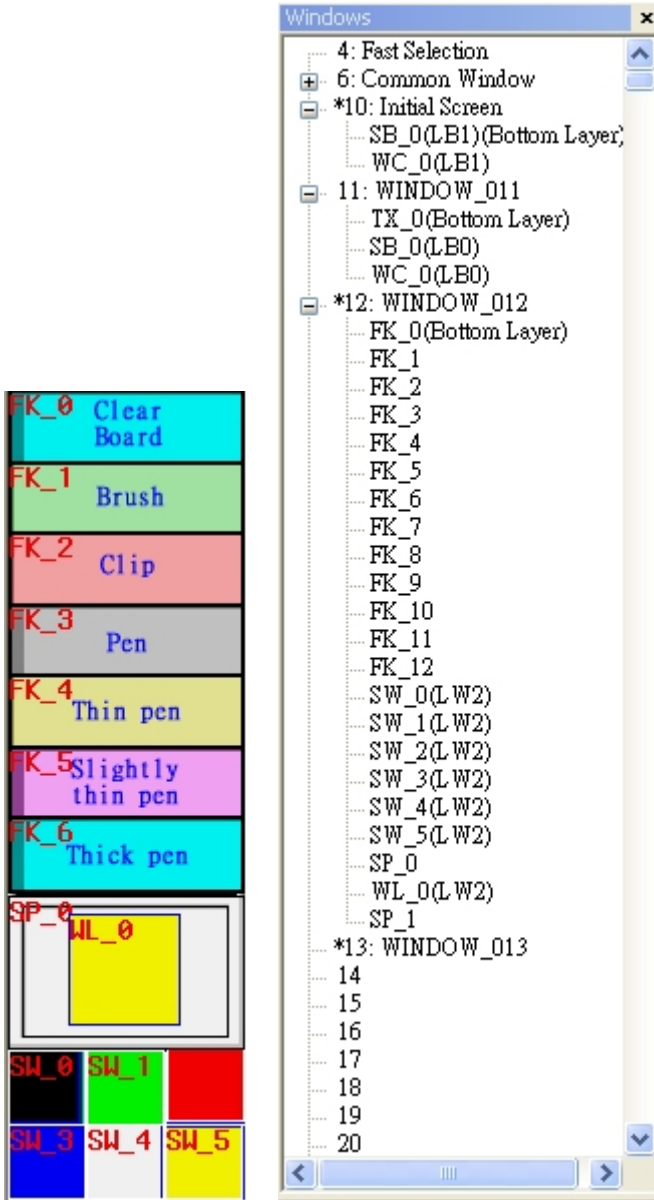 FK_0
Clear
Board
FK_1
Brush
FK_2
Clip
FK_3
Pen
FK_4
Thin pen
FK_5
Slightly
thin pen
FK_6
Thick pen
SP_0
WL_0
SW_0 SW_1
SW_3 SW_4 SW_5
Windows
4: Fast Selection
6: Common Window
*10: Initial Screen
SB_0(LB1)(Bottom Layer)
WC_0(LB1)
11: WINDOW_011
TX_0(Bottom Layer)
SB_0(LB0)
WC_0(LB0)
*12: WINDOW_012
FK_0(Bottom Layer)
FK_1
FK_2
FK_3
FK_4
FK_5
FK_6
FK_7
FK_8
FK_9
FK_10
FK_11
FK_12
SW_0(LW2)
SW_1(LW2)
SW_2(LW2)
SW_3(LW2)
SW_4(LW2)
SW_5(LW2)
SP_0
WL_0(LW2)
SP_1
*13: WINDOW_013
14
15
16
17
18
19
20